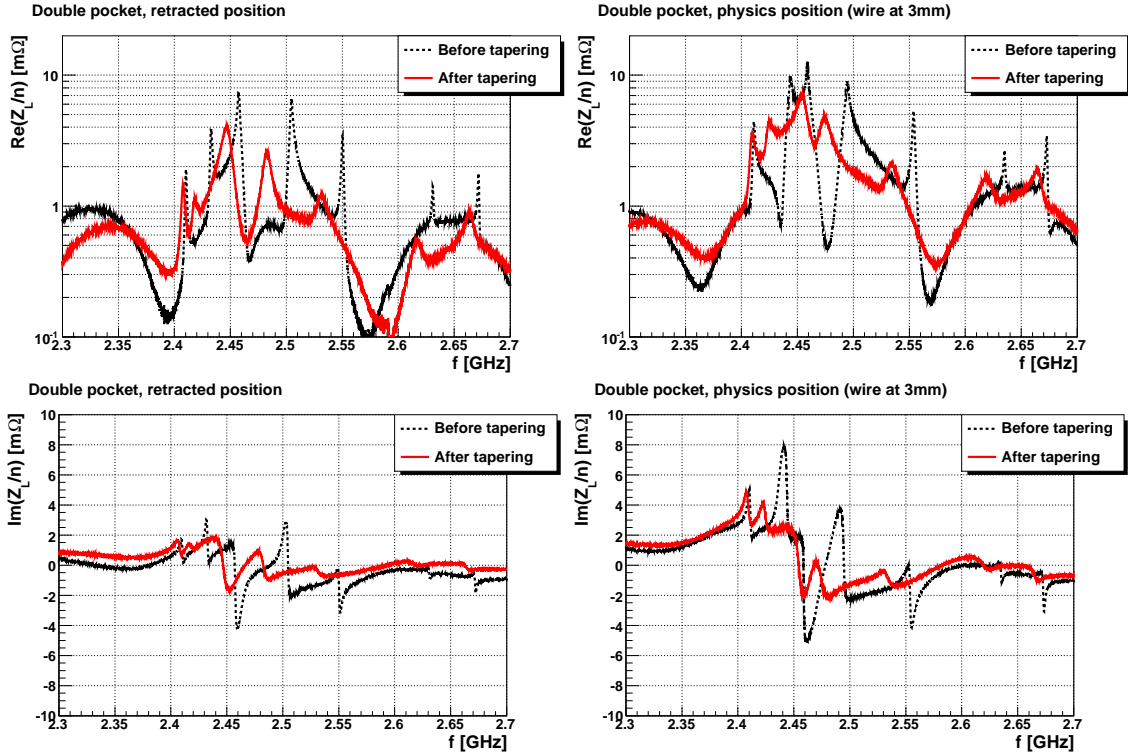 Double pocket, retracted position
Re(Z_L/n) [mΩ]
10
1
10^-1
Before tapering
After tapering
2.3 2.35 2.4 2.45 2.5 2.55 2.6 2.65 2.7
f [GHz]
Double pocket, physics position (wire at 3mm)
Re(Z_L/n) [mΩ]
10
1
10^-1
Before tapering
After tapering
2.3 2.35 2.4 2.45 2.5 2.55 2.6 2.65 2.7
f [GHz]
Double pocket, retracted position
Im(Z_L/n) [mΩ]
10
8
6
4
2
0
-2
-4
-6
-8
-10
Before tapering
After tapering
2.3 2.35 2.4 2.45 2.5 2.55 2.6 2.65 2.7
f [GHz]
Double pocket, physics position (wire at 3mm)
Im(Z_L/n) [mΩ]
10
8
6
4
2
0
-2
-4
-6
-8
-10
Before tapering
After tapering
2.3 2.35 2.4 2.45 2.5 2.55 2.6 2.65 2.7
f [GHz]